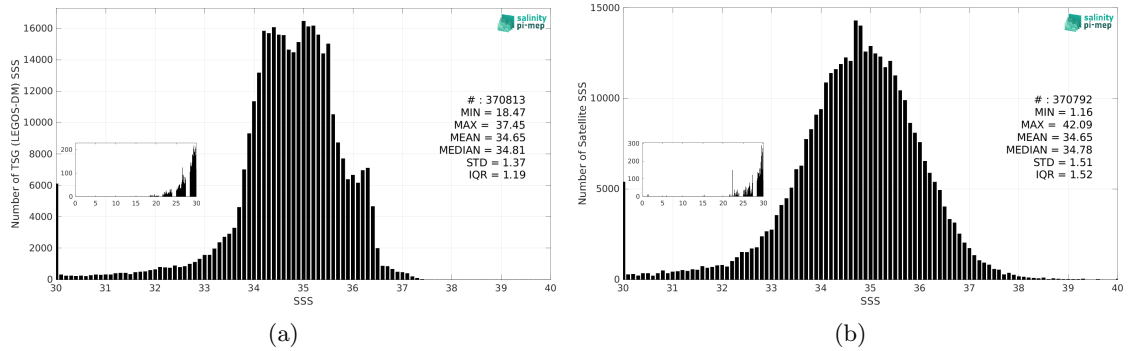 salinity
pi-mep
16000
14000
12000
10000
8000
6000
4000
2000
0
Number of TSG (LEGOS-DM) SSS
# : 370813
MIN = 18.47
MAX = 37.45
MEAN = 34.65
MEDIAN = 34.81
STD = 1.37
IQR = 1.19
200
100
0
0 5 10 15 20 25 30
30 31 32 33 34 35 36 37 38 39 40
SSS
(a)
salinity
pi-mep
15000
10000
5000
0
Number of Satellite SSS
# : 370792
MIN = 1.16
MAX = 42.09
MEAN = 34.65
MEDIAN = 34.78
STD = 1.51
IQR = 1.52
300
200
100
0
0 5 10 15 20 25 30
30 31 32 33 34 35 36 37 38 39 40
SSS
(b)